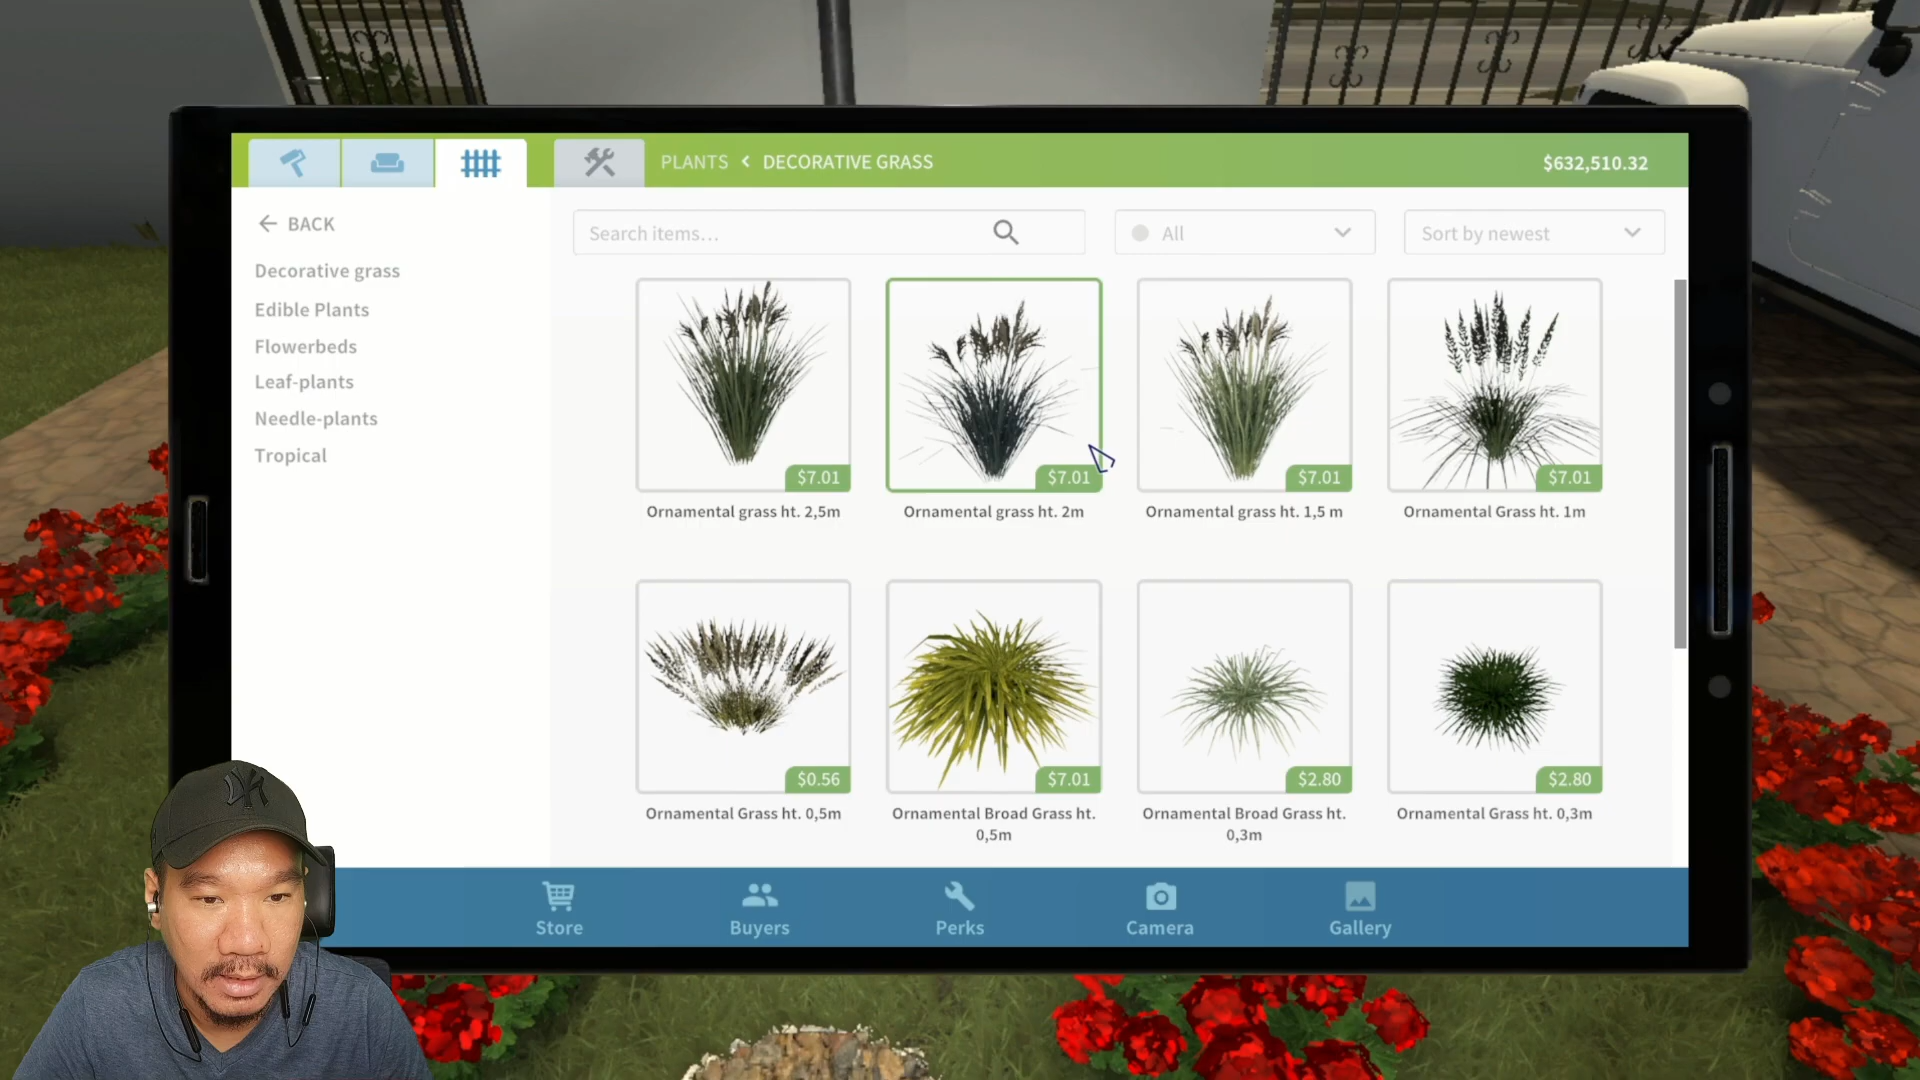 PLANTS < DECORATIVE GRASS
$632,510.32
← BACK
Decorative grass
Edible Plants
Flowerbeds
Leaf-plants
Needle-plants
Tropical
Search items...
All
Sort by newest
$7.01
$7.01
$7.01
$7.01
Ornamental grass ht. 2,5m
Ornamental grass ht. 2m
Ornamental grass ht. 1,5 m
Ornamental Grass ht. 1m
$0.56
$7.01
$2.80
$2.80
Ornamental Grass ht. 0,5m
Ornamental Broad Grass ht.
0,5m
Ornamental Broad Grass ht.
0,3m
Ornamental Grass ht. 0,3m
Store
Buyers
Perks
Camera
Gallery
NY